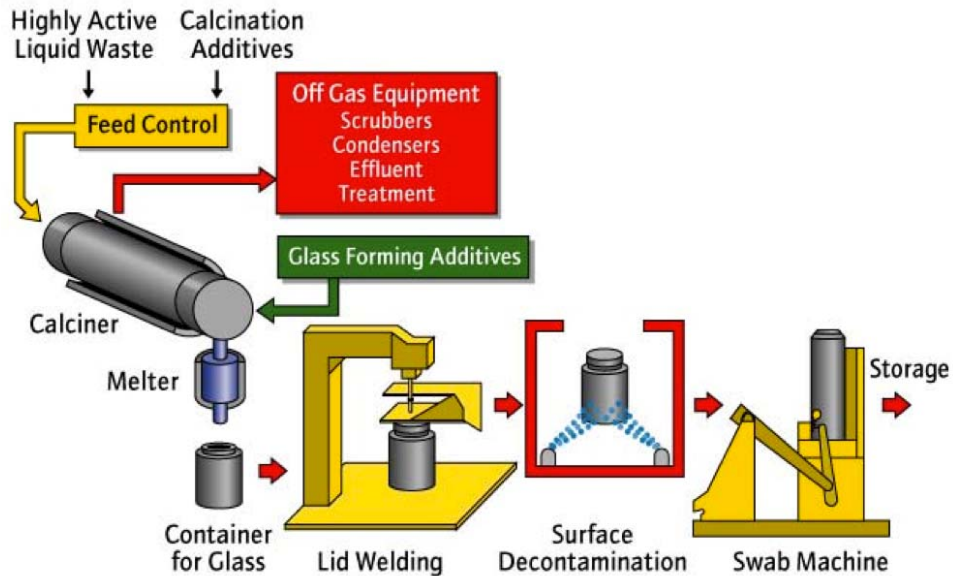 Highly Active
Liquid Waste
Calcination
Additives
Feed Control
Off Gas Equipment
Scrubbers
Condensers
Effluent
Treatment
Glass Forming Additives
Calciner
Melter
Storage
Container
for Glass
Lid Welding
Surface
Decontamination
Swab Machine